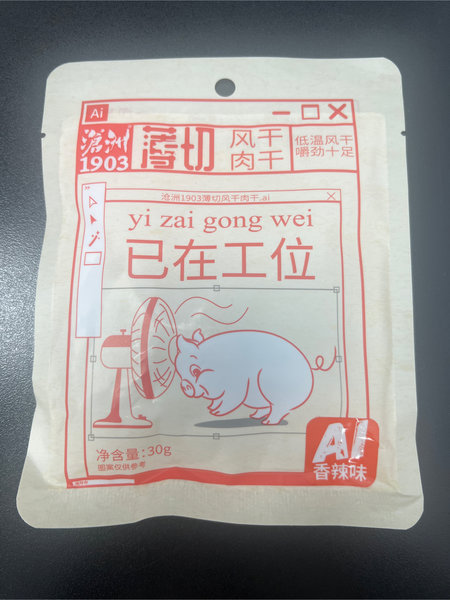 Ai
滄洲
1903
薄切
风干
肉干
低温风干
嚼劲十足
沧洲1903薄切风干肉干.ai
yi zai gong wei
已在工位
净含量: 30g
图案仅供参考
AI
香辣味